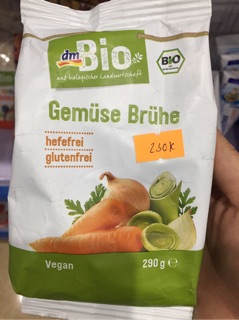 dm Bio
aus biologischer Landwirtschaft
BIO
Gemüse Brühe
hefefrei
glutenfrei
230K
Vegan
290 g e